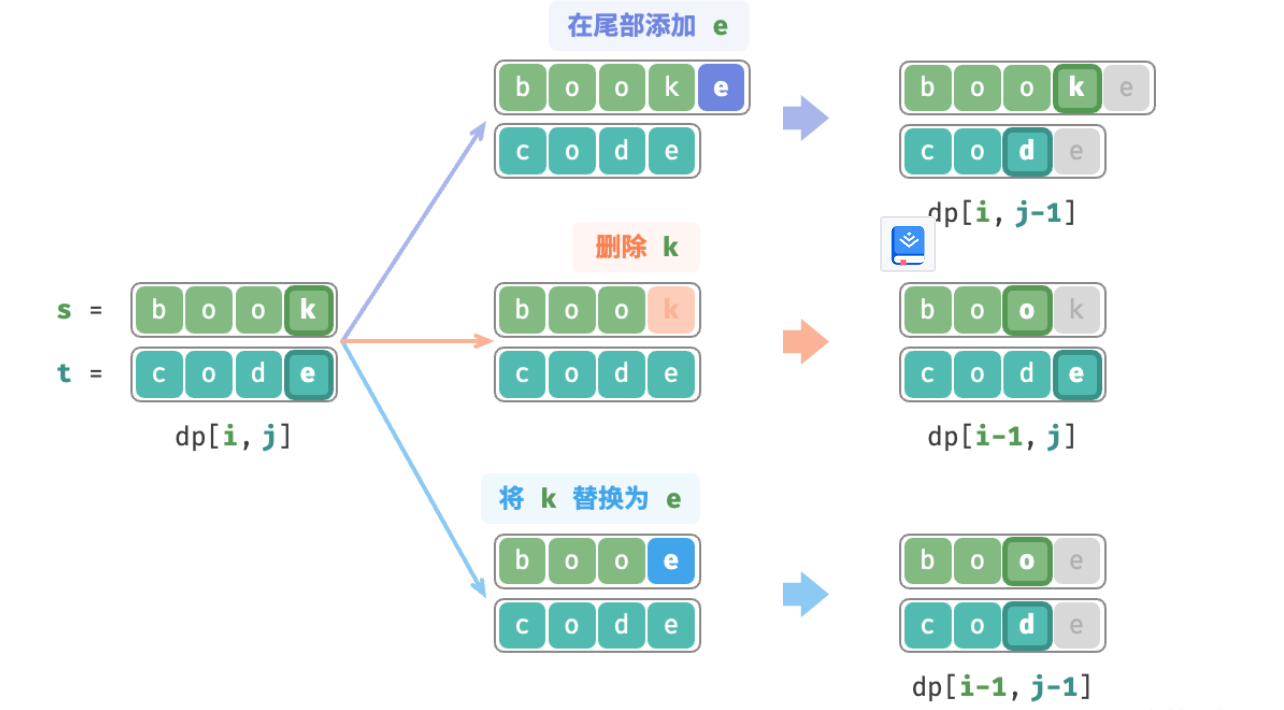 在尾部添加 e
b o o k e
c o d e
b o o k e
c o d e
dp[i, j-1]
删除 k
s = b o o k
t = c o d e
dp[i, j]
b o o k
c o d e
b o o k
c o d e
dp[i-1, j]
将 k 替换为 e
b o o e
c o d e
b o o e
c o d e
dp[i-1, j-1]